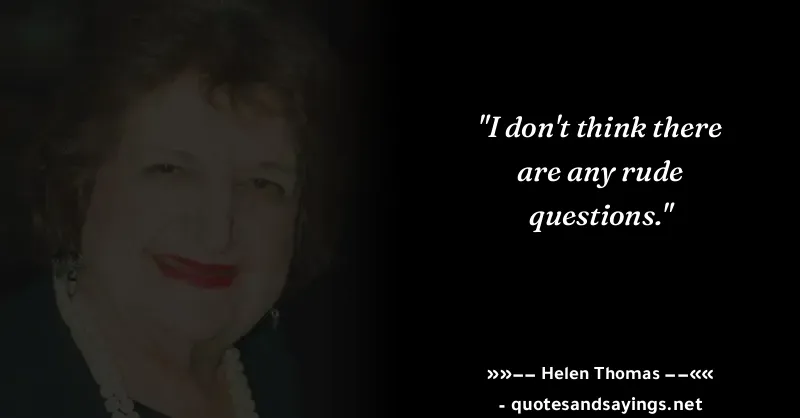 "I don't think there
are any rude
questions."
»»–– Helen Thomas ––««
- quotesandsayings.net